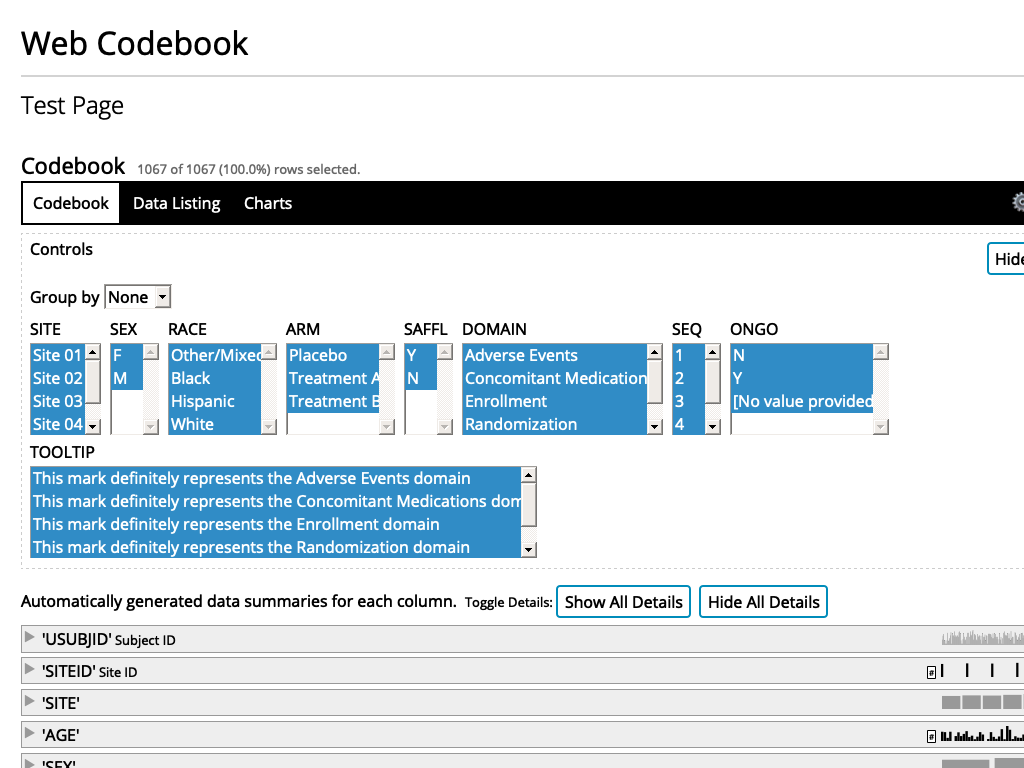 Web Codebook
Test Page
Codebook 1067 of 1067 (100.0%) rows selected.
Codebook Data Listing Charts
Controls
Hide
Group by None
SITE SEX RACE ARM SAFFL DOMAIN SEQ ONGO
Site 01 F Other/Mixed Placebo Y Adverse Events 1 N
Site 02 M Black Treatment A N Concomitant Medication 2 Y
Site 03 Hispanic Treatment B Enrollment 3 [No value provided
Site 04 White Randomization 4
TOOLTIP
This mark definitely represents the Adverse Events domain
This mark definitely represents the Concomitant Medications dom
This mark definitely represents the Enrollment domain
This mark definitely represents the Randomization domain
Automatically generated data summaries for each column. Toggle Details: Show All Details Hide All Details
'USUBJID' Subject ID
'SITEID' Site ID #
'SITE'
'AGE' #
'SEX'